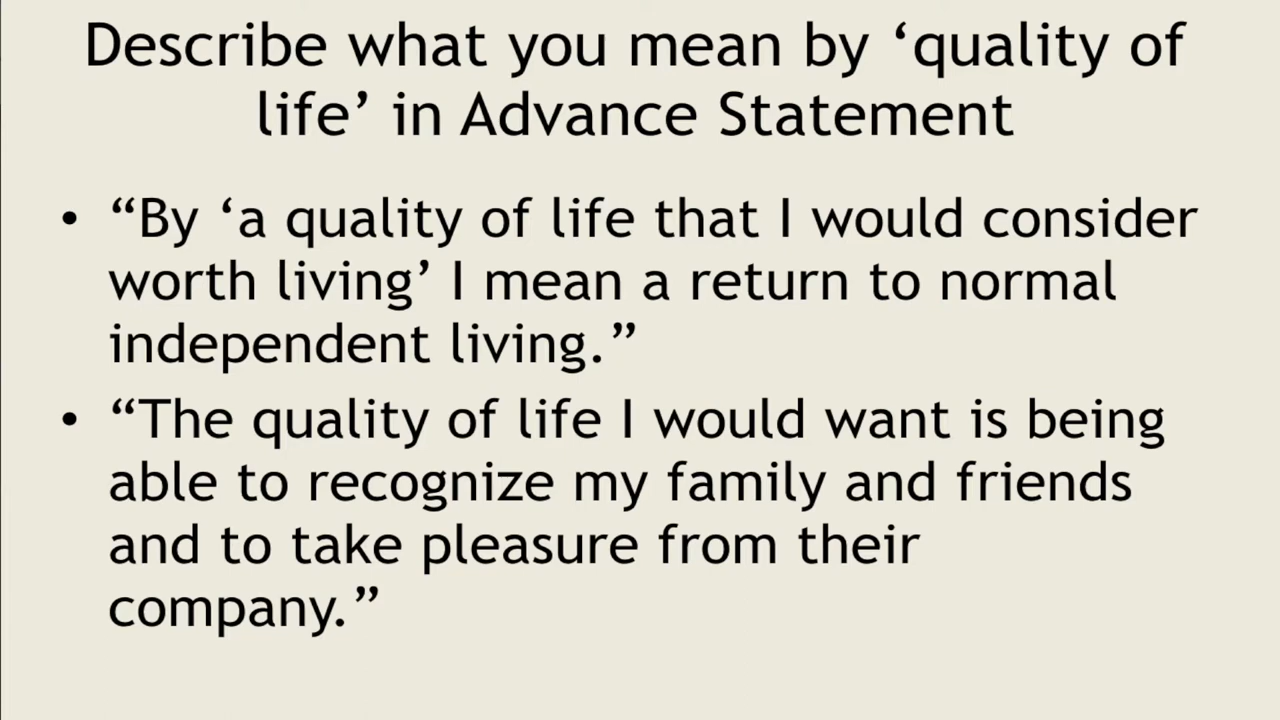 Describe what you mean by ‘quality of
life’ in Advance Statement
• “By ‘a quality of life that I would consider
worth living’ I mean a return to normal
independent living.”
• “The quality of life I would want is being
able to recognize my family and friends
and to take pleasure from their
company.”